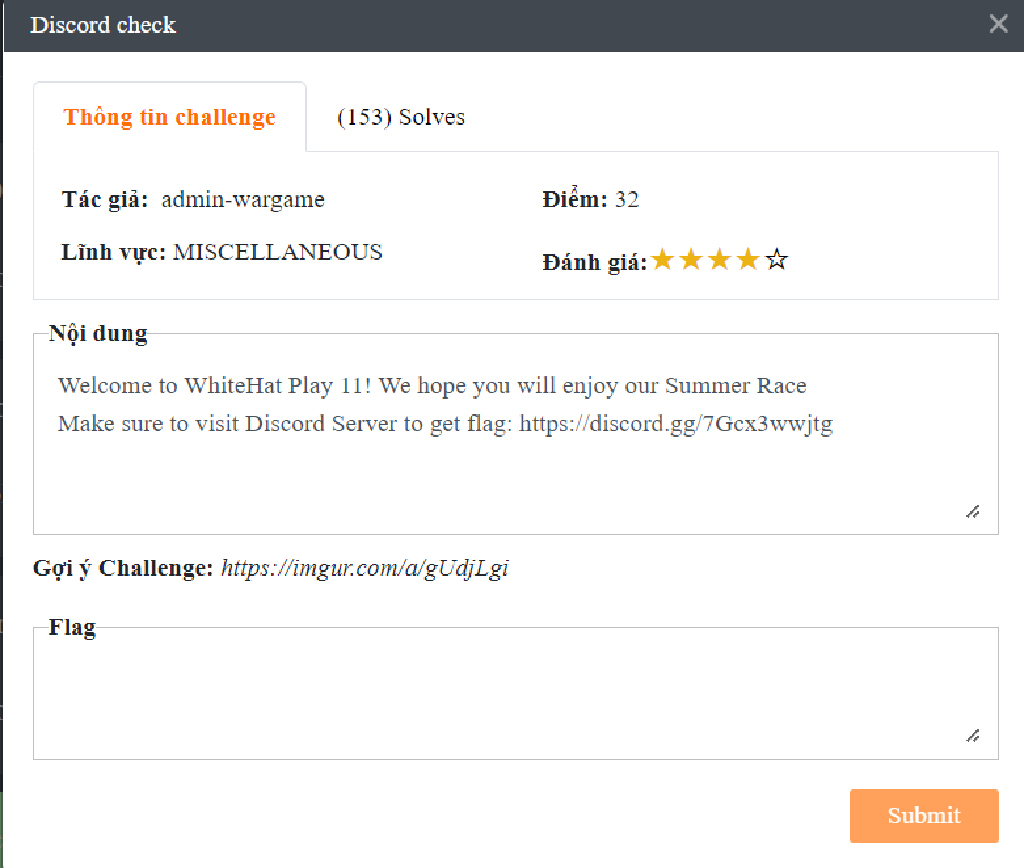 Discord check
Thông tin challenge
(153) Solves
Tác giả: admin-wargame
Điểm: 32
Lĩnh vực: MISCELLANEOUS
Đánh giá:
Nội dung
Welcome to WhiteHat Play 11! We hope you will enjoy our Summer Race
Make sure to visit Discord Server to get flag: https://discord.gg/7Gcx3wwjtg
Gợi ý Challenge: https://imgur.com/a/gUdjLgi
Flag
Submit